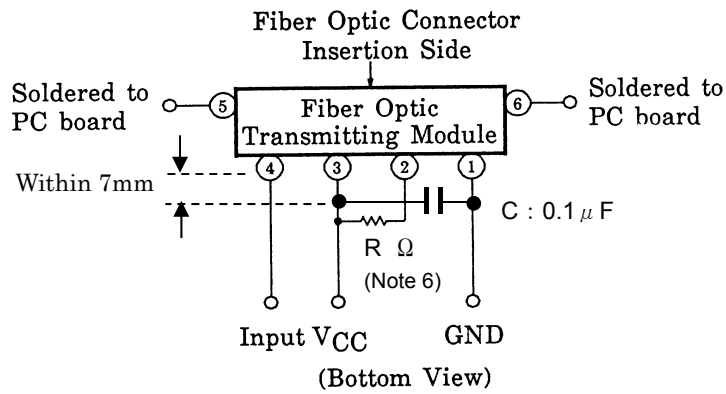 Fiber Optic Connector
Insertion Side
Soldered to
PC board
5
Fiber Optic
Transmitting Module
6
Soldered to
PC board
4
3
2
1
Within 7mm
C : 0.1 μ F
R Ω
(Note 6)
Input VCC
GND
(Bottom View)